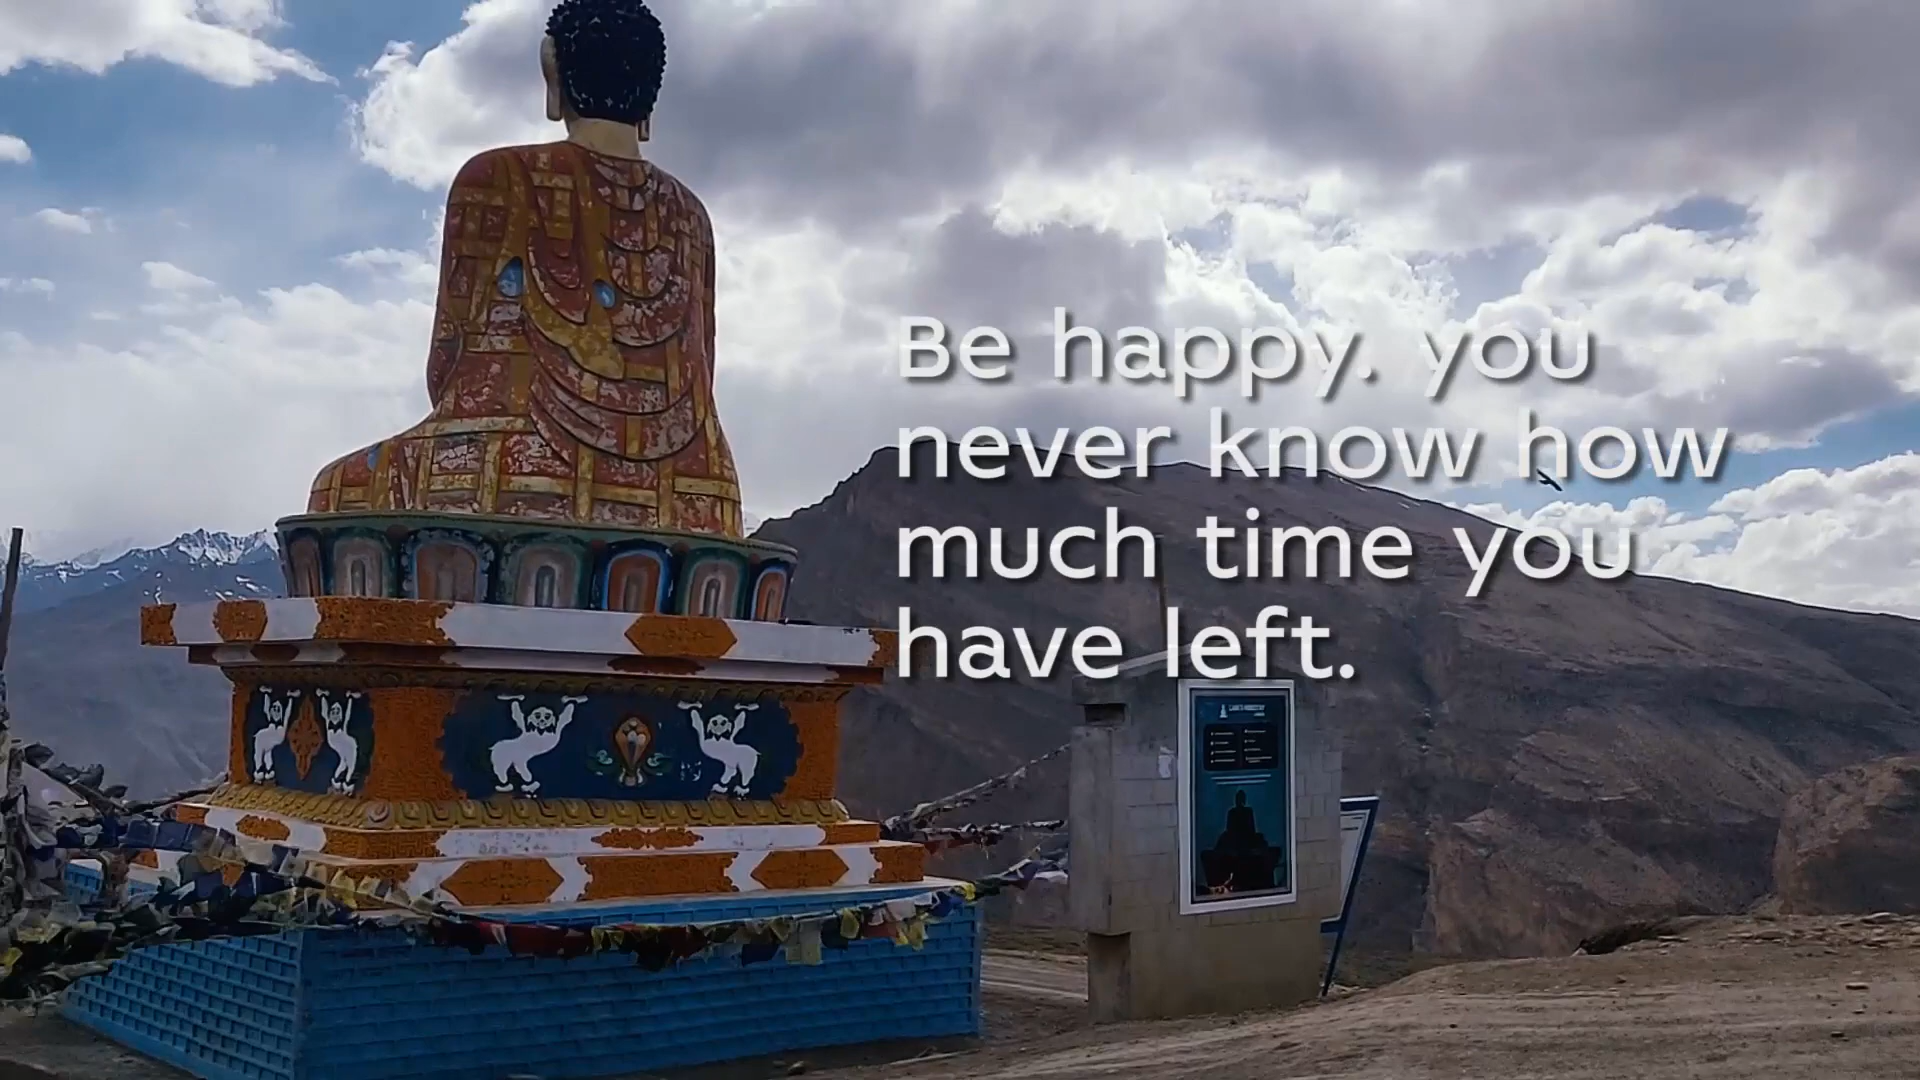 Be happy. you
never know how
much time you
have left.